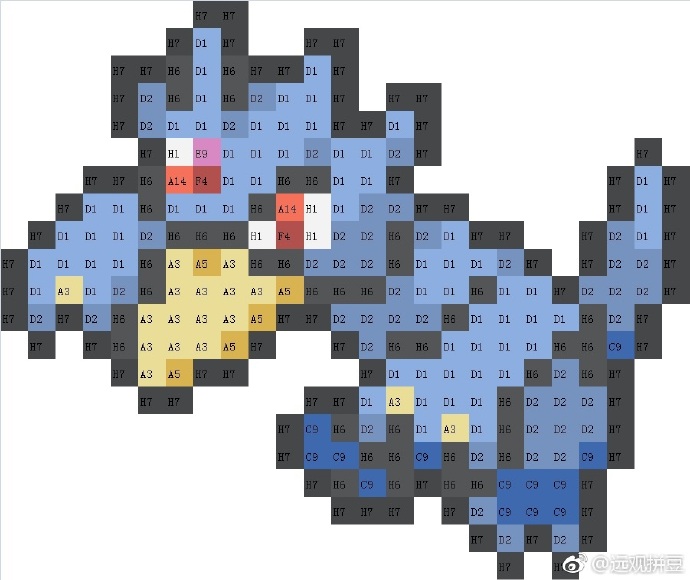 H7 H7
H7 D1 H7 H7 H7
H7 H7 H6 D1 H6 H7 H7 D1 H7
H7 D2 H6 D1 H6 D2 D1 D1 H7 H7 H7
H7 D2 D1 D1 D2 D1 D1 D1 H7 H7 D1 H7
H7 H1 E9 D1 D1 D1 D2 D1 D1 D2 H7 H7
H7 H7 H6 A14 F4 D1 D1 H6 H6 D1 D1 H7 H7 D1 H7
H7 D1 D1 H6 D1 D1 D1 H6 A14 H1 D1 D2 D2 H7 H7 H7 D1 H7
H7 D1 D1 D1 D2 H6 H6 H6 H1 F4 H1 D2 D2 H6 D2 D1 H7 H7 H7 D2 D1 H7
H7 D1 D1 D1 D1 H6 A3 A5 A3 H6 H6 D2 D2 D2 H6 D1 D1 D2 D2 H7 H7 D2 D2 D2 H7
H7 D1 A3 D1 D2 H6 A3 A3 A3 A3 A5 H6 H6 H6 H6 D1 D1 H6 D1 D1 H7 D2 D2 D2 H7
H7 D2 H7 D2 H6 A3 A3 A3 A3 A5 H7 H7 D2 D2 D2 D2 H6 D1 D1 D1 D1 H6 D2 H6 H7
H7 H7 H6 A3 A3 A3 A5 H7 H7 D2 H6 H6 D1 D1 D1 D1 H6 H6 C9 H7
H7 A3 A5 H7 H7 H7 D1 D1 D1 D1 D1 H6 D2 H6 H7
H7 H7 H7 H7 D1 A3 D1 D1 D1 H6 D2 D2 D2 H7
H7 C9 H6 D2 H6 D1 A3 D1 H6 D2 D2 D2 H7
H7 C9 C9 H6 H6 C9 H6 D2 H6 D2 D2 C9 H7
H7 H6 C9 H6 H7 H6 H6 C9 C9 C9 H7
H7 H7 H7 H7 D2 C9 C9 C9 H7
H7 D2 H7 D2 H7
H7 H7
@远观拼豆